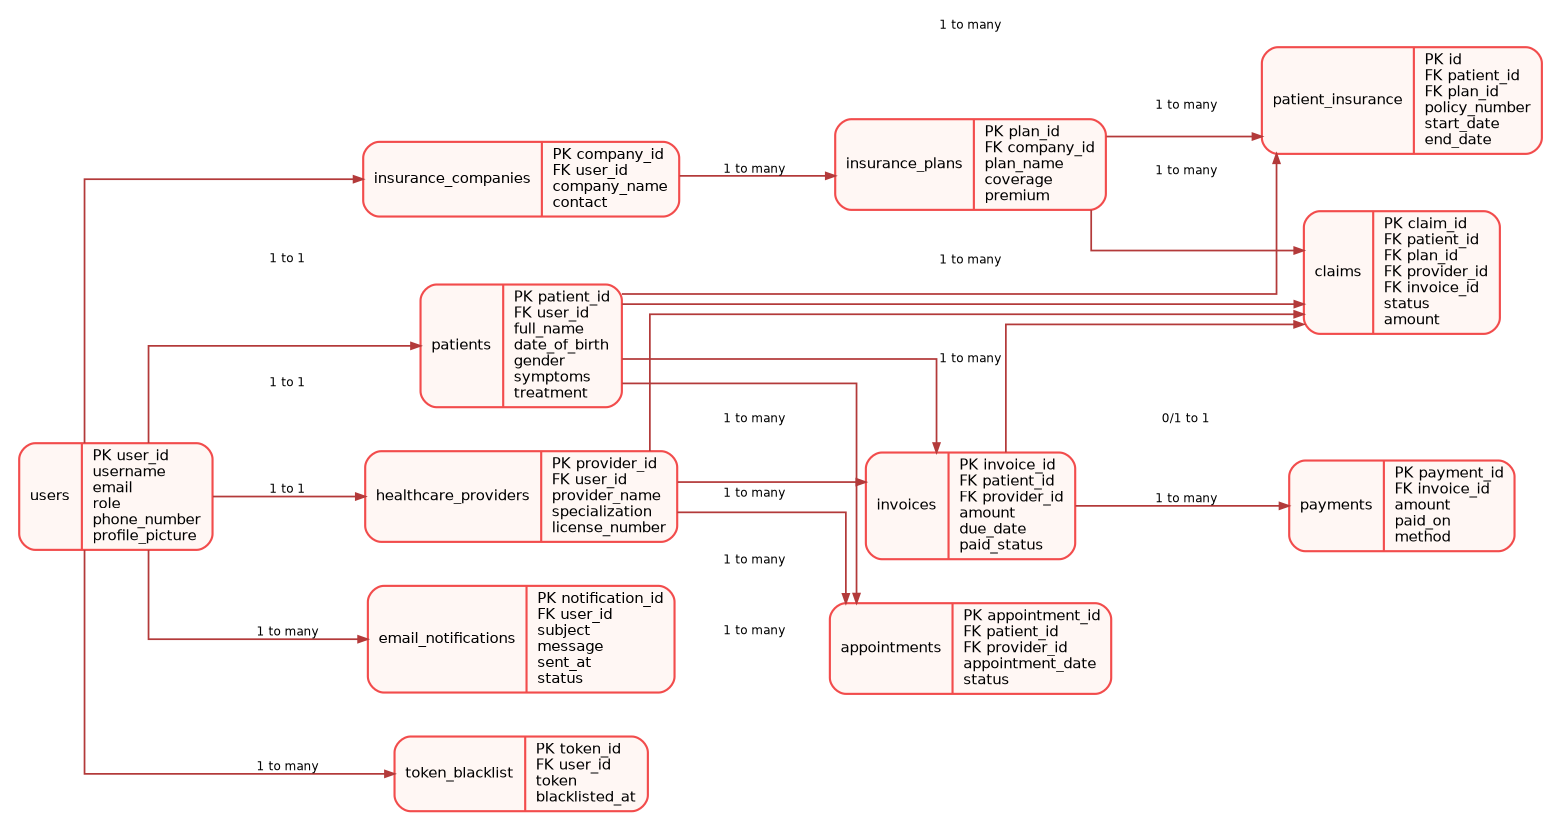 1 to many
patient_insurance
PK id
FK patient_id
FK plan_id
policy_number
start_date
end_date
1 to many
insurance_plans
PK plan_id
FK company_id
plan_name
coverage
premium
insurance_companies
PK company_id
FK user_id
company_name
contact
1 to many
1 to many
claims
PK claim_id
FK patient_id
FK plan_id
FK provider_id
FK invoice_id
status
amount
1 to 1
1 to many
patients
PK patient_id
FK user_id
full_name
date_of_birth
gender
symptoms
treatment
1 to many
1 to 1
1 to many
0/1 to 1
users
PK user_id
username
email
role
phone_number
profile_picture
1 to 1
healthcare_providers
PK provider_id
FK user_id
provider_name
specialization
license_number
1 to many
invoices
PK invoice_id
FK patient_id
FK provider_id
amount
due_date
paid_status
1 to many
payments
PK payment_id
FK invoice_id
amount
paid_on
method
1 to many
1 to many
email_notifications
PK notification_id
FK user_id
subject
message
sent_at
status
1 to many
appointments
PK appointment_id
FK patient_id
FK provider_id
appointment_date
status
1 to many
token_blacklist
PK token_id
FK user_id
token
blacklisted_at